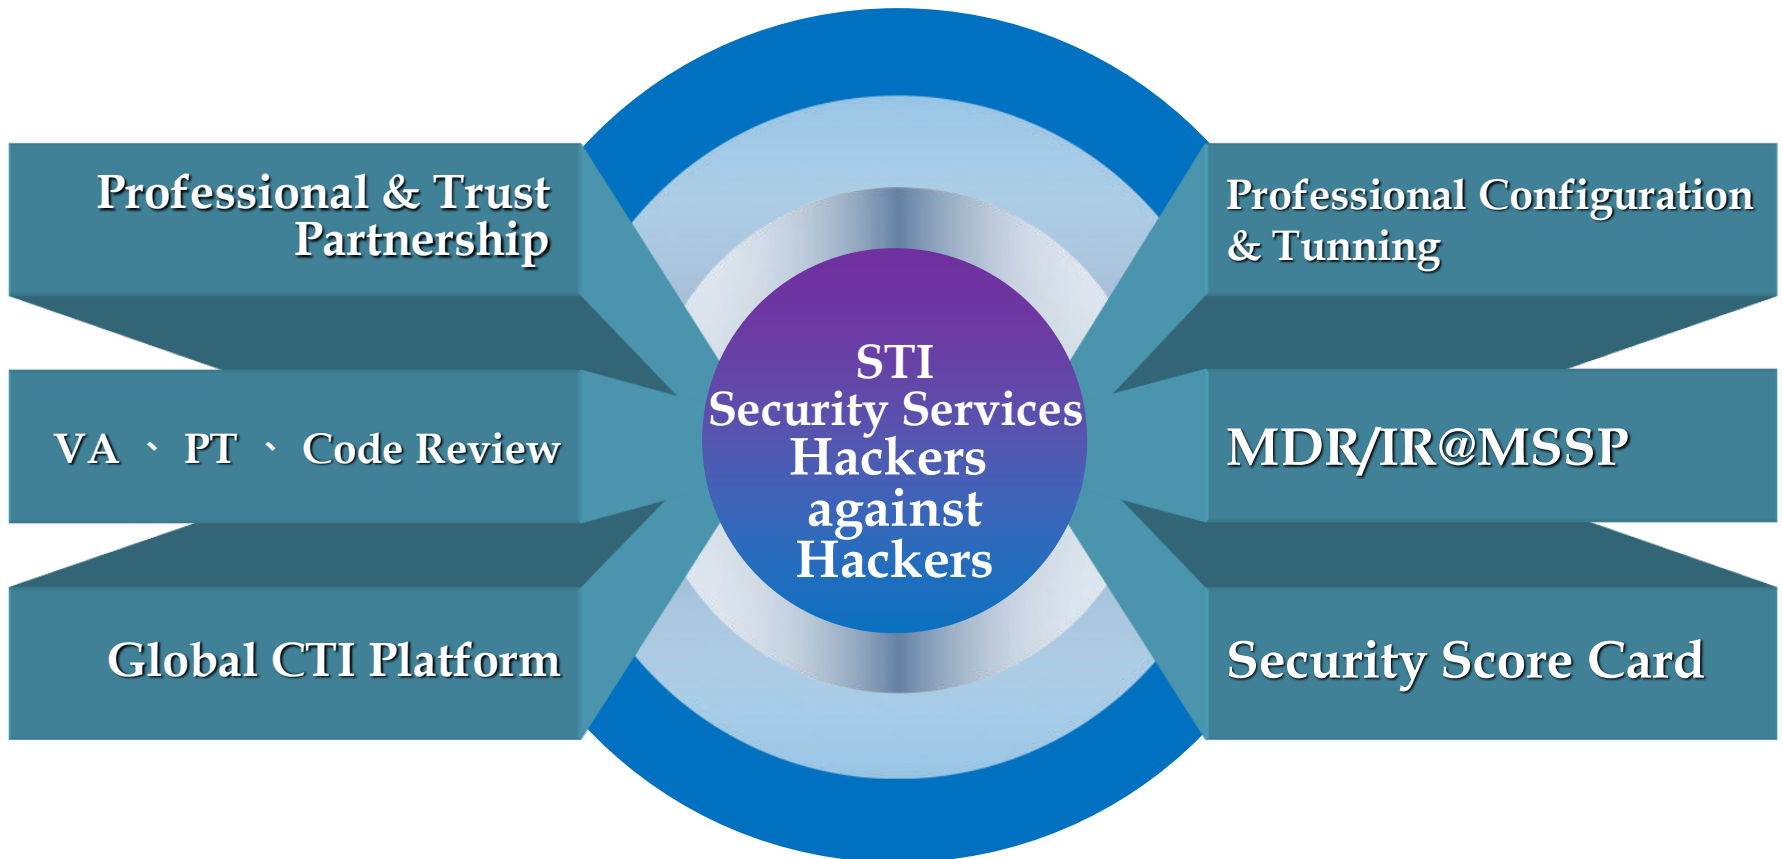 Professional & Trust
Partnership
VA 、 PT 、 Code Review
Global CTI Platform
STI
Security Services
Hackers
against
Hackers
Professional Configuration
& Tunning
MDR/IR@MSSP
Security Score Card